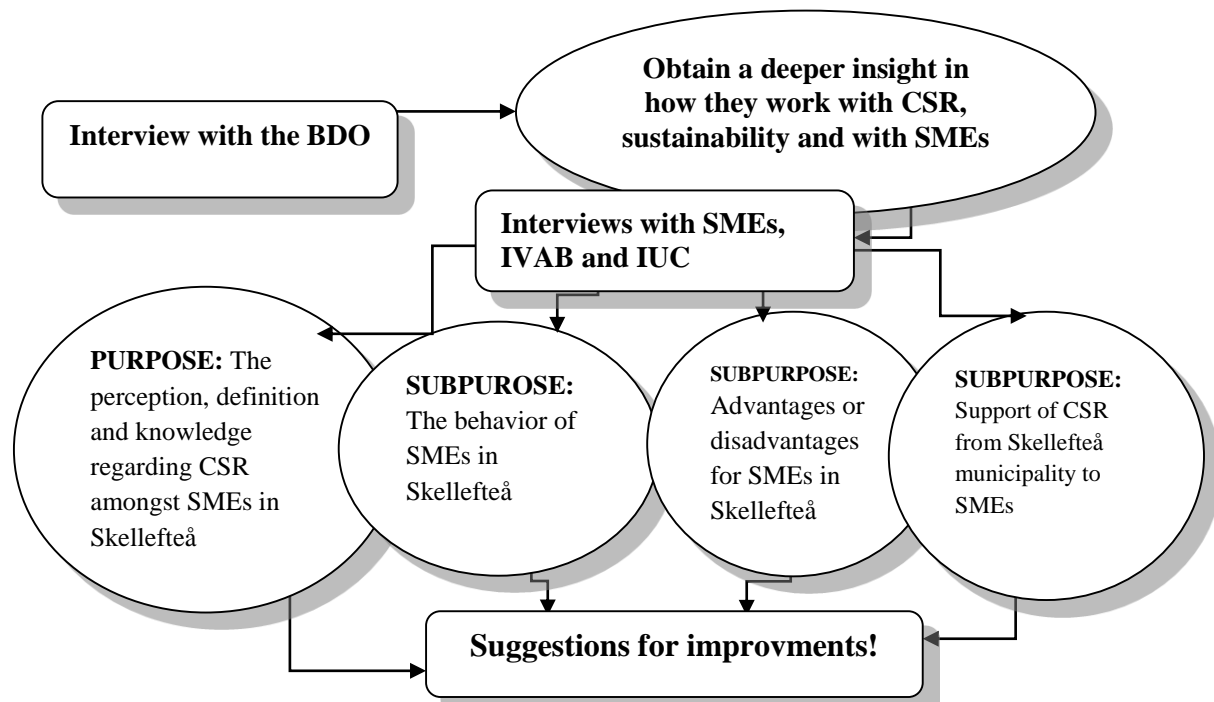 Obtain a deeper insight in
how they work with CSR,
sustainability and with SMEs
Interview with the BDO
Interviews with SMEs,
IVAB and IUC
PURPOSE: The
perception, definition
and knowledge
regarding CSR
amongst SMEs in
Skellefteå
SUBPUROSE:
The behavior of
SMEs in
Skellefteå
SUBPURPOSE:
Advantages or
disadvantages
for SMEs in
Skellefteå
SUBPURPOSE:
Support of CSR
from Skellefteå
municipality to
SMEs
Suggestions for improvments!